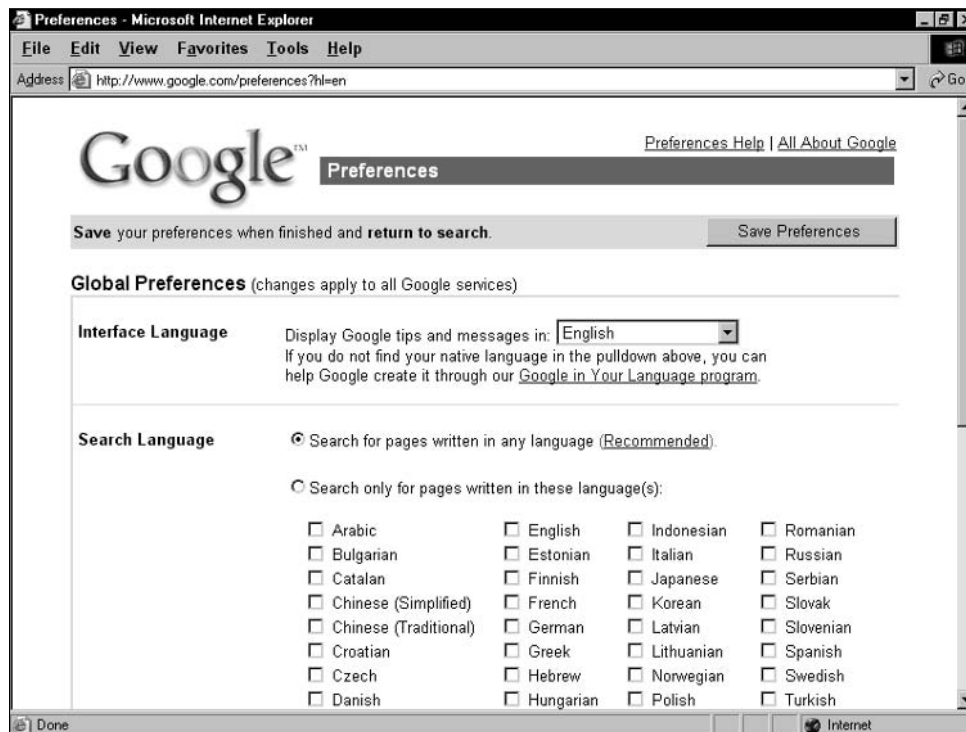 Preferences - Microsoft Internet Explorer
File Edit View Favorites Tools Help
Address http://www.google.com/preferences?hl=en Go
Google™
Preferences Help | All About Google
Preferences
Save your preferences when finished and return to search. Save Preferences
Global Preferences (changes apply to all Google services)
Interface Language Display Google tips and messages in: English
If you do not find your native language in the pulldown above, you can
help Google create it through our Google in Your Language program.
Search Language Search for pages written in any language (Recommended).
Search only for pages written in these language(s):
Arabic English Indonesian Romanian
Bulgarian Estonian Italian Russian
Catalan Finnish Japanese Serbian
Chinese (Simplified) French Korean Slovak
Chinese (Traditional) German Latvian Slovenian
Croatian Greek Lithuanian Spanish
Czech Hebrew Norwegian Swedish
Danish Hungarian Polish Turkish
Done Internet